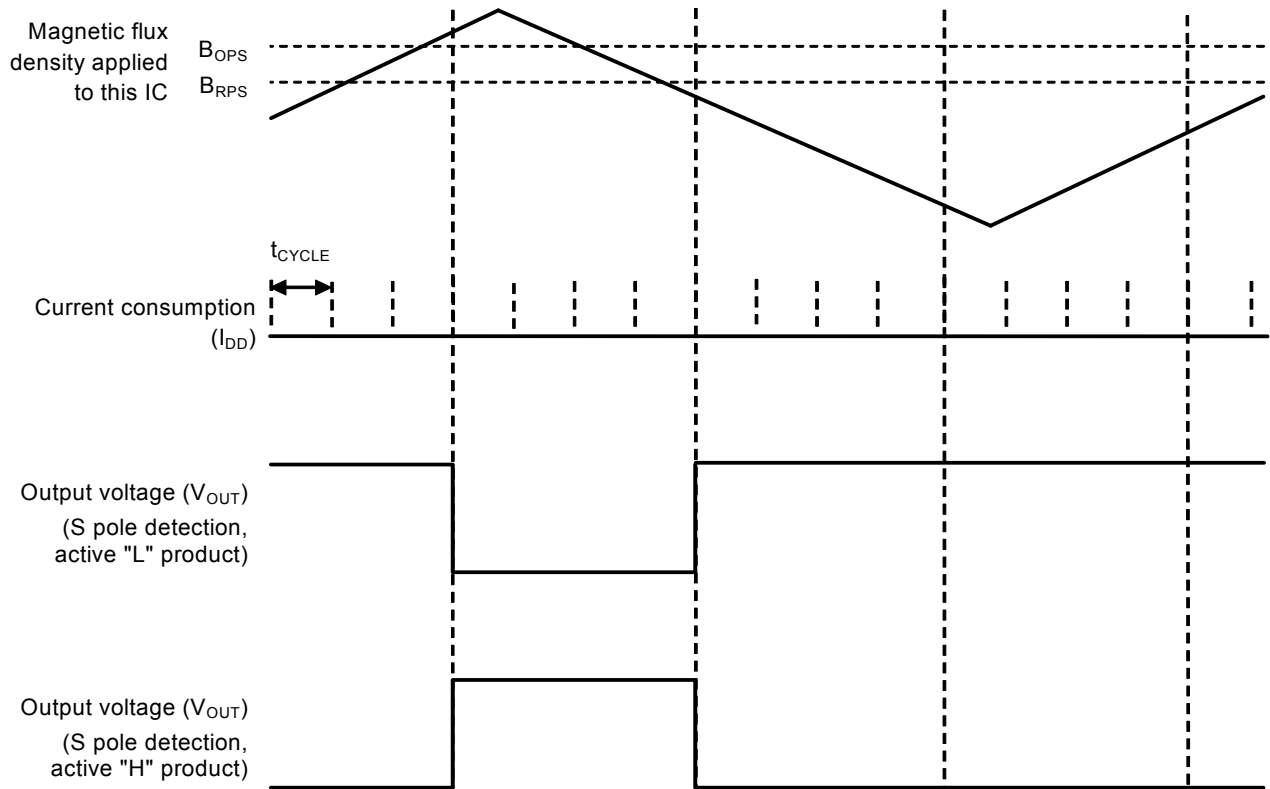 Magnetic flux
density applied
to this IC
BOPS
BRPS
tCYCLE
Current consumption
(IDD)
Output voltage (VOUT)
(S pole detection,
active "L" product)
Output voltage (VOUT)
(S pole detection,
active "H" product)